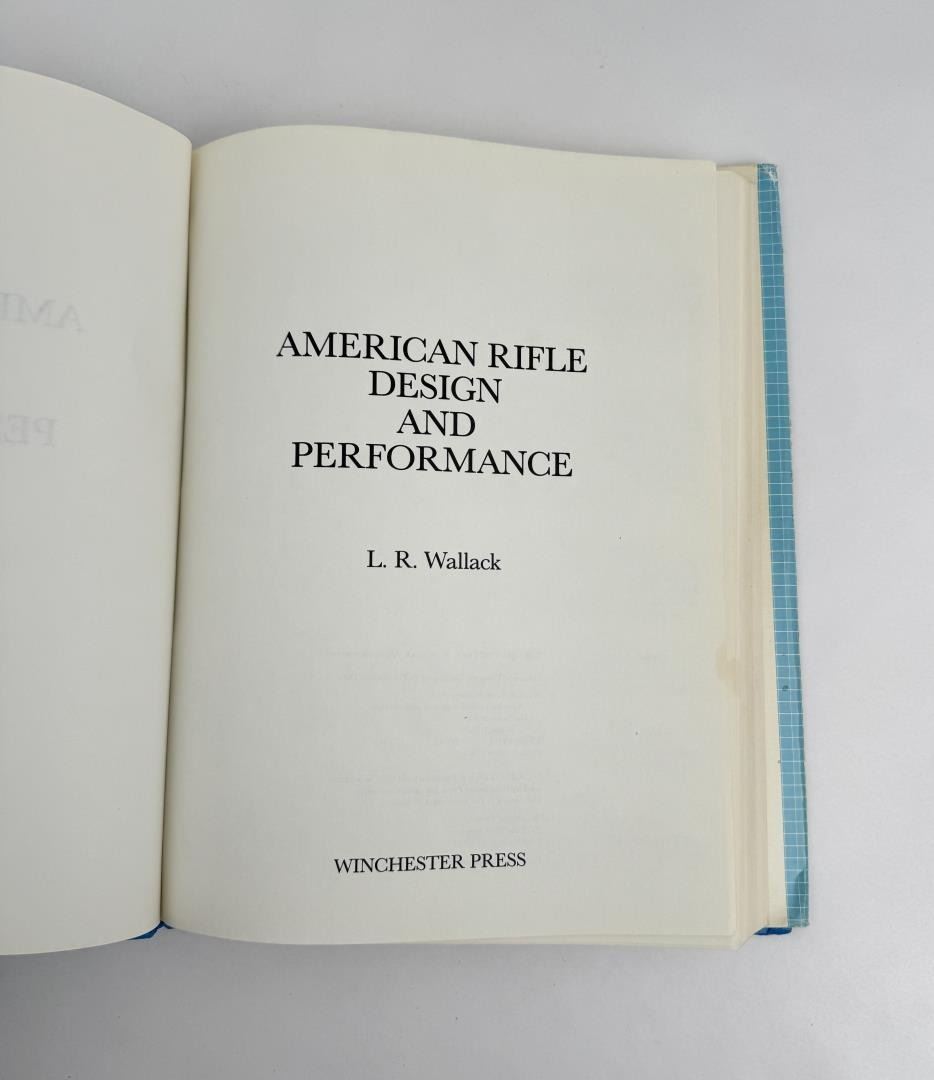 AMERICAN RIFLE
DESIGN
AND
PERFORMANCE
L. R. Wallack
WINCHESTER PRESS